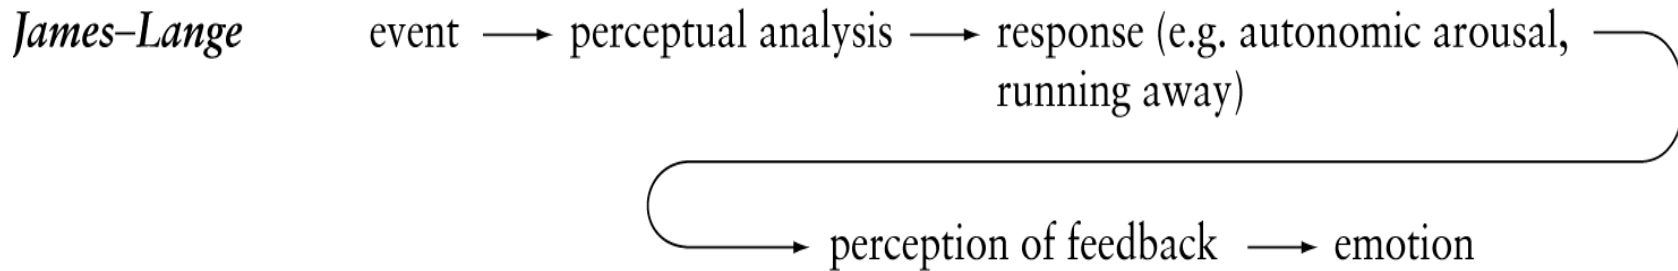 James–Lange event perceptual analysis response (e.g. autonomic arousal,
running away)
perception of feedback emotion